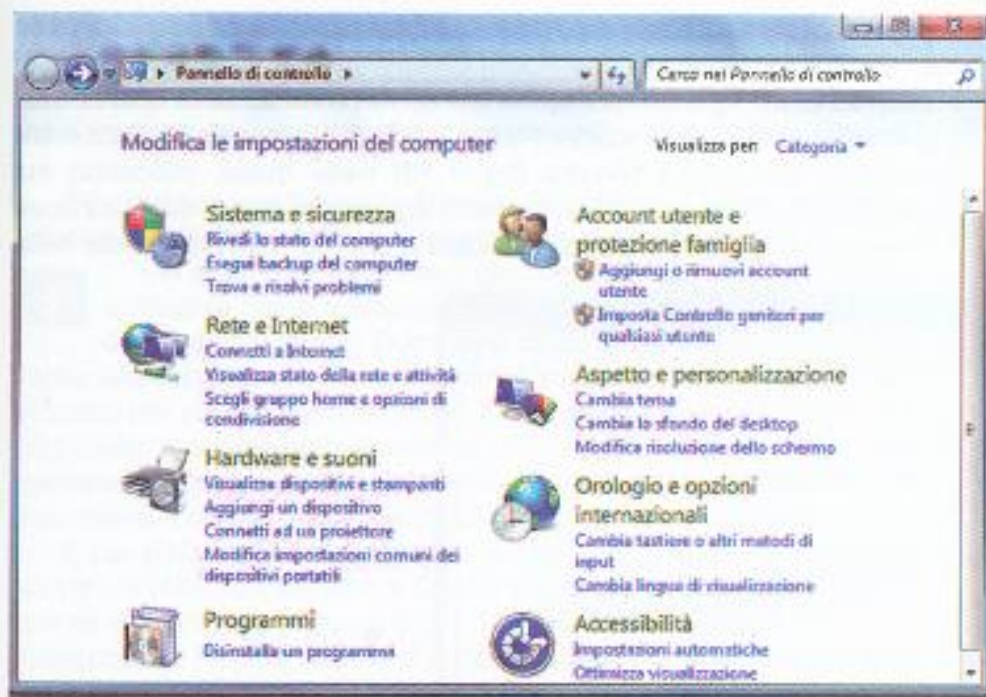 Pannello di controllo
Cerca nel Pannello di controllo
Modifica le impostazioni del computer
Visualizza per: Categoria
Sistema e sicurezza
Rivedi lo stato del computer
Esegui backup del computer
Trova e risolvi problemi
Rete e Internet
Connetti a Internet
Visualizza stato della rete e attività
Scegli gruppo home e opzioni di
condivisione
Hardware e suoni
Visualizza dispositivi e stampanti
Aggiungi un dispositivo
Connetti ad un proiettore
Modifica impostazioni comuni dei
dispositivi portatili
Programmi
Disinstalla un programma
Account utente e
protezione famiglia
Aggiungi o rimuovi account
utente
Imposta Controllo genitori per
qualsiasi utente
Aspetto e personalizzazione
Cambia tema
Cambia lo sfondo del desktop
Modifica risoluzione dello schermo
Orologio e opzioni
internazionali
Cambia tastiere o altri metodi di
input
Cambia lingua di visualizzazione
Accessibilità
Impostazioni automatiche
Ottimizza visualizzazione